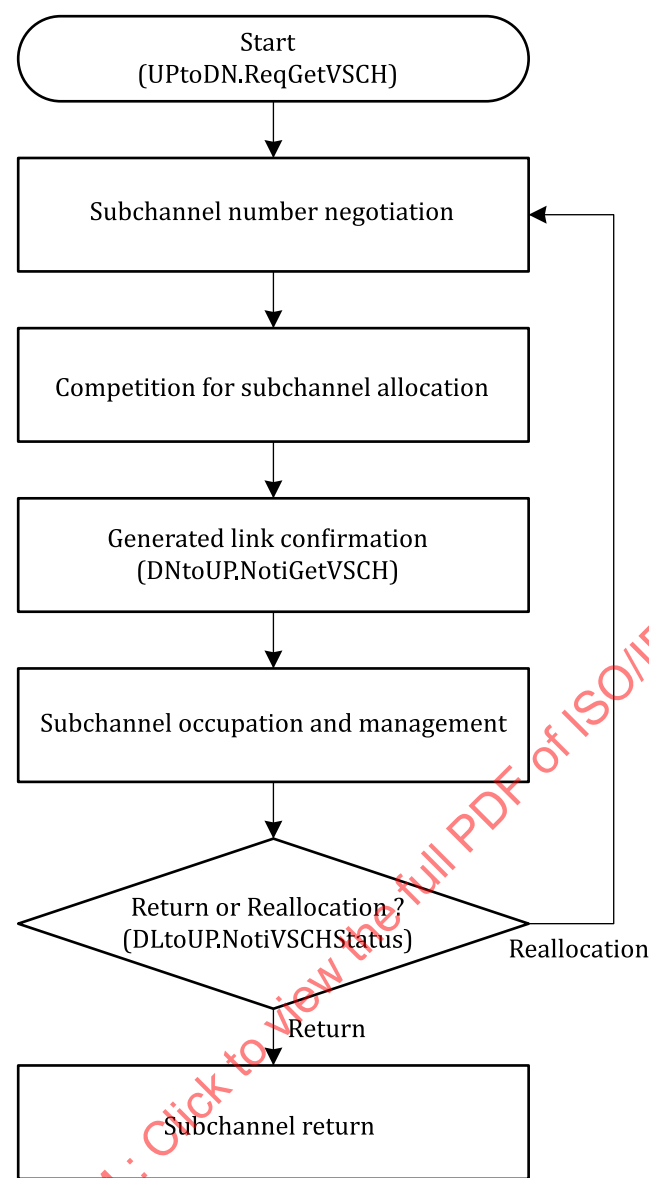 Start
(UPtoDN.ReqGetVSCH)
Subchannel number negotiation
Competition for subchannel allocation
Generated link confirmation
(DNtoUP.NotiGetVSCH)
Subchannel occupation and management
Return or Reallocation ?
(DLtoUP.NotiVSCHStatus)
Reallocation
Return
Subchannel return
: Click to view the full PDF of ISO/IE